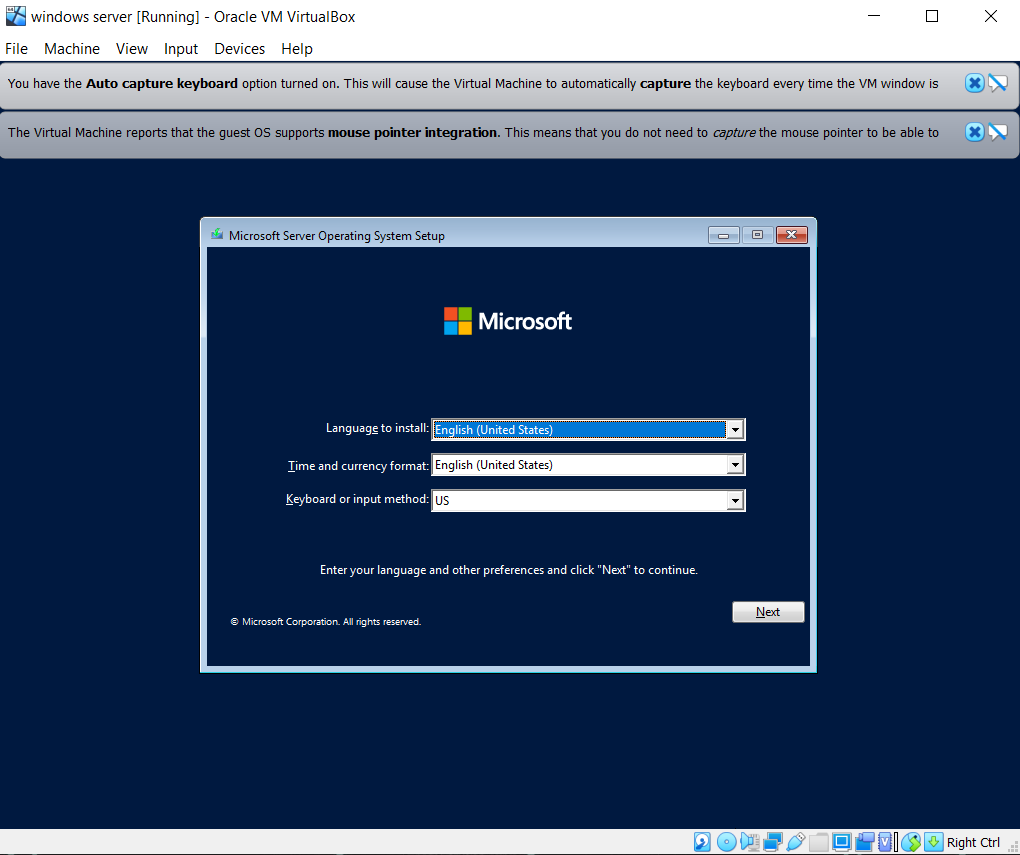 windows server [Running] - Oracle VM VirtualBox
File Machine View Input Devices Help
You have the Auto capture keyboard option turned on. This will cause the Virtual Machine to automatically capture the keyboard every time the VM window is
The Virtual Machine reports that the guest OS supports mouse pointer integration. This means that you do not need to capture the mouse pointer to be able to
Microsoft Server Operating System Setup
Microsoft
Language to install: English (United States)
Time and currency format: English (United States)
Keyboard or input method: US
Enter your language and other preferences and click "Next" to continue.
Next
© Microsoft Corporation. All rights reserved.
Right Ctrl